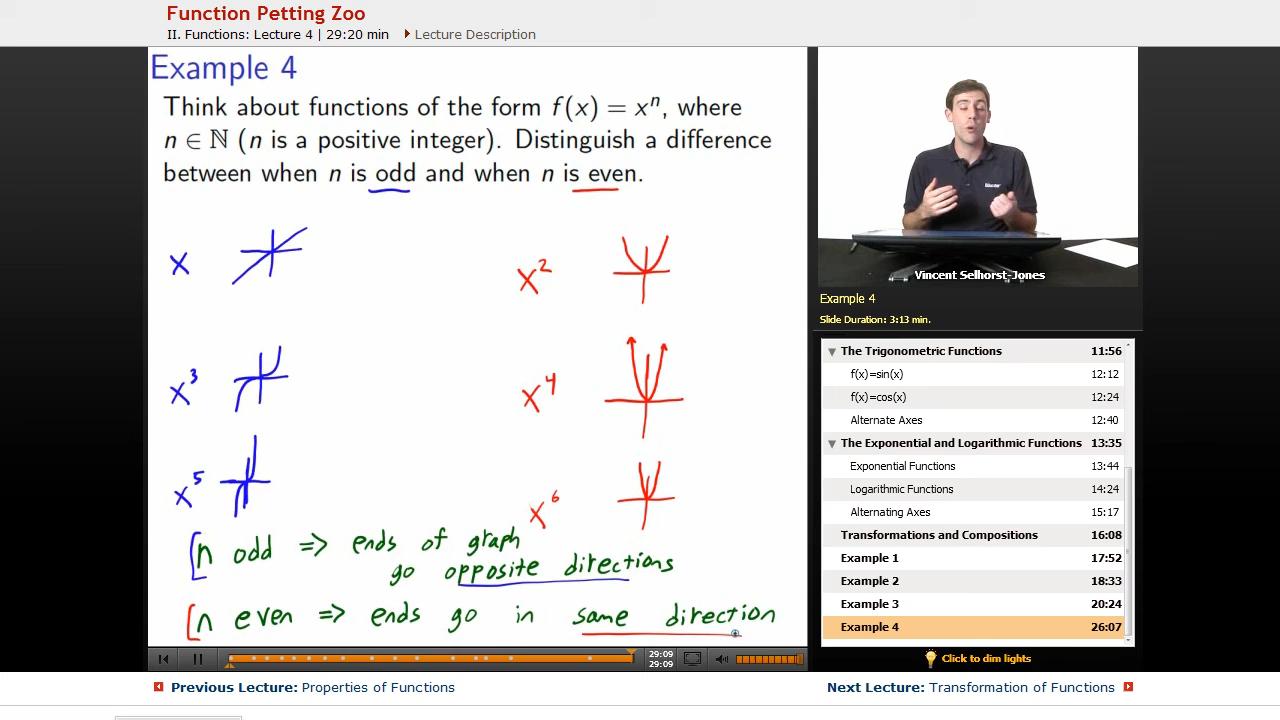 Function Petting Zoo
II. Functions: Lecture 4 | 29:20 min
Lecture Description
Example 4
Think about functions of the form f(x) = xⁿ, where
n ∈ ℕ (n is a positive integer). Distinguish a difference
between when n is odd and when n is even.
x
x²
x³
x⁴
x⁵
x⁶
n odd => ends of graph
go opposite directions
n even => ends go in same direction
Vincent Selhorst-Jones
Example 4
Slide Duration: 3:13 min.
The Trigonometric Functions 11:56
f(x)=sin(x) 12:12
f(x)=cos(x) 12:24
Alternate Axes 12:40
The Exponential and Logarithmic Functions 13:35
Exponential Functions 13:44
Logarithmic Functions 14:24
Alternating Axes 15:17
Transformations and Compositions 16:08
Example 1 17:52
Example 2 18:33
Example 3 20:24
Example 4 26:07
29:09
29:09
Click to dim lights
Previous Lecture: Properties of Functions
Next Lecture: Transformation of Functions